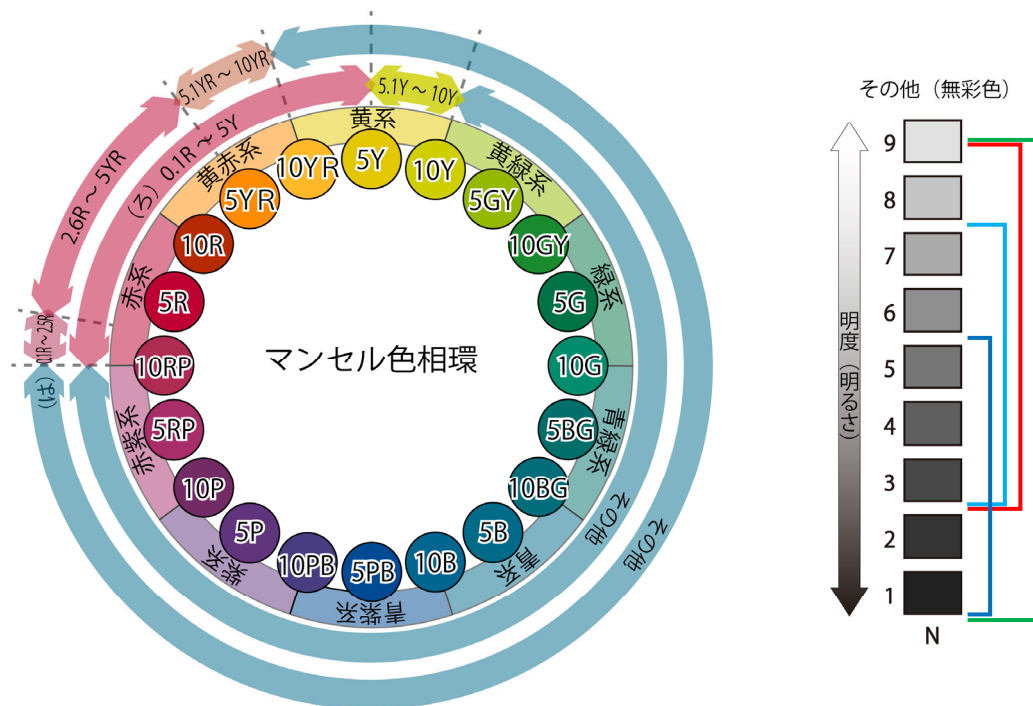 5.1YR～10YR
5.1Y～10Y
2.6R～5YR
（ろ）0.1R～5Y
0.1R～2.5R
（は）
黄系
黄緑系
緑系
青緑系
青系
青紫系
紫系
赤紫系
赤系
黄赤系
5Y
10Y
5GY
10GY
5G
10G
5BG
10BG
5B
10B
5PB
10PB
5P
10P
5RP
10RP
5R
10R
5YR
10YR
マンセル色相環
その他
その他
その他（無彩色）
明度（明るさ）
9
8
7
6
5
4
3
2
1
N